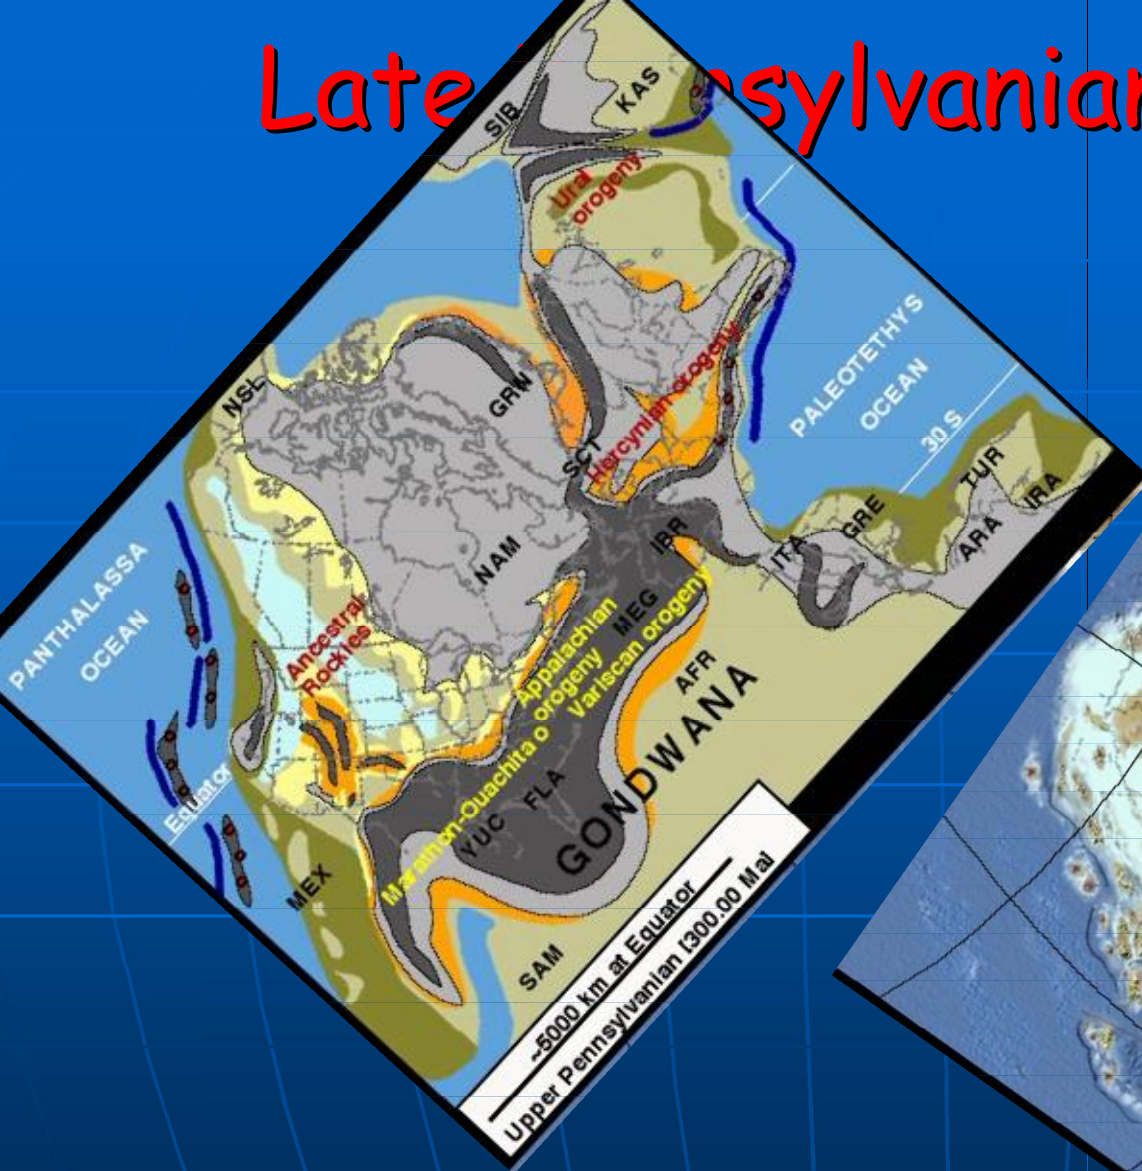 Late nsylvanian
SIB
KAS
Ural
orogeny
NSL
GRN
SCT
Hercynian orogeny
PALEOTETHYS
OCEAN
30 S
TUR
IRA
GRE
ARA
ITA
IBR
NAM
PANTHALASSA
OCEAN
Ancestral
Rockies
MEG
Appalachian
orogeny
Variscan orogeny
AFR
GONDWANA
Equator
Marathon-Ouachita o
YUC
FLA
MEX
SAM
~5000 km at Equator
Upper Pennsylvanian [300.00 Ma]